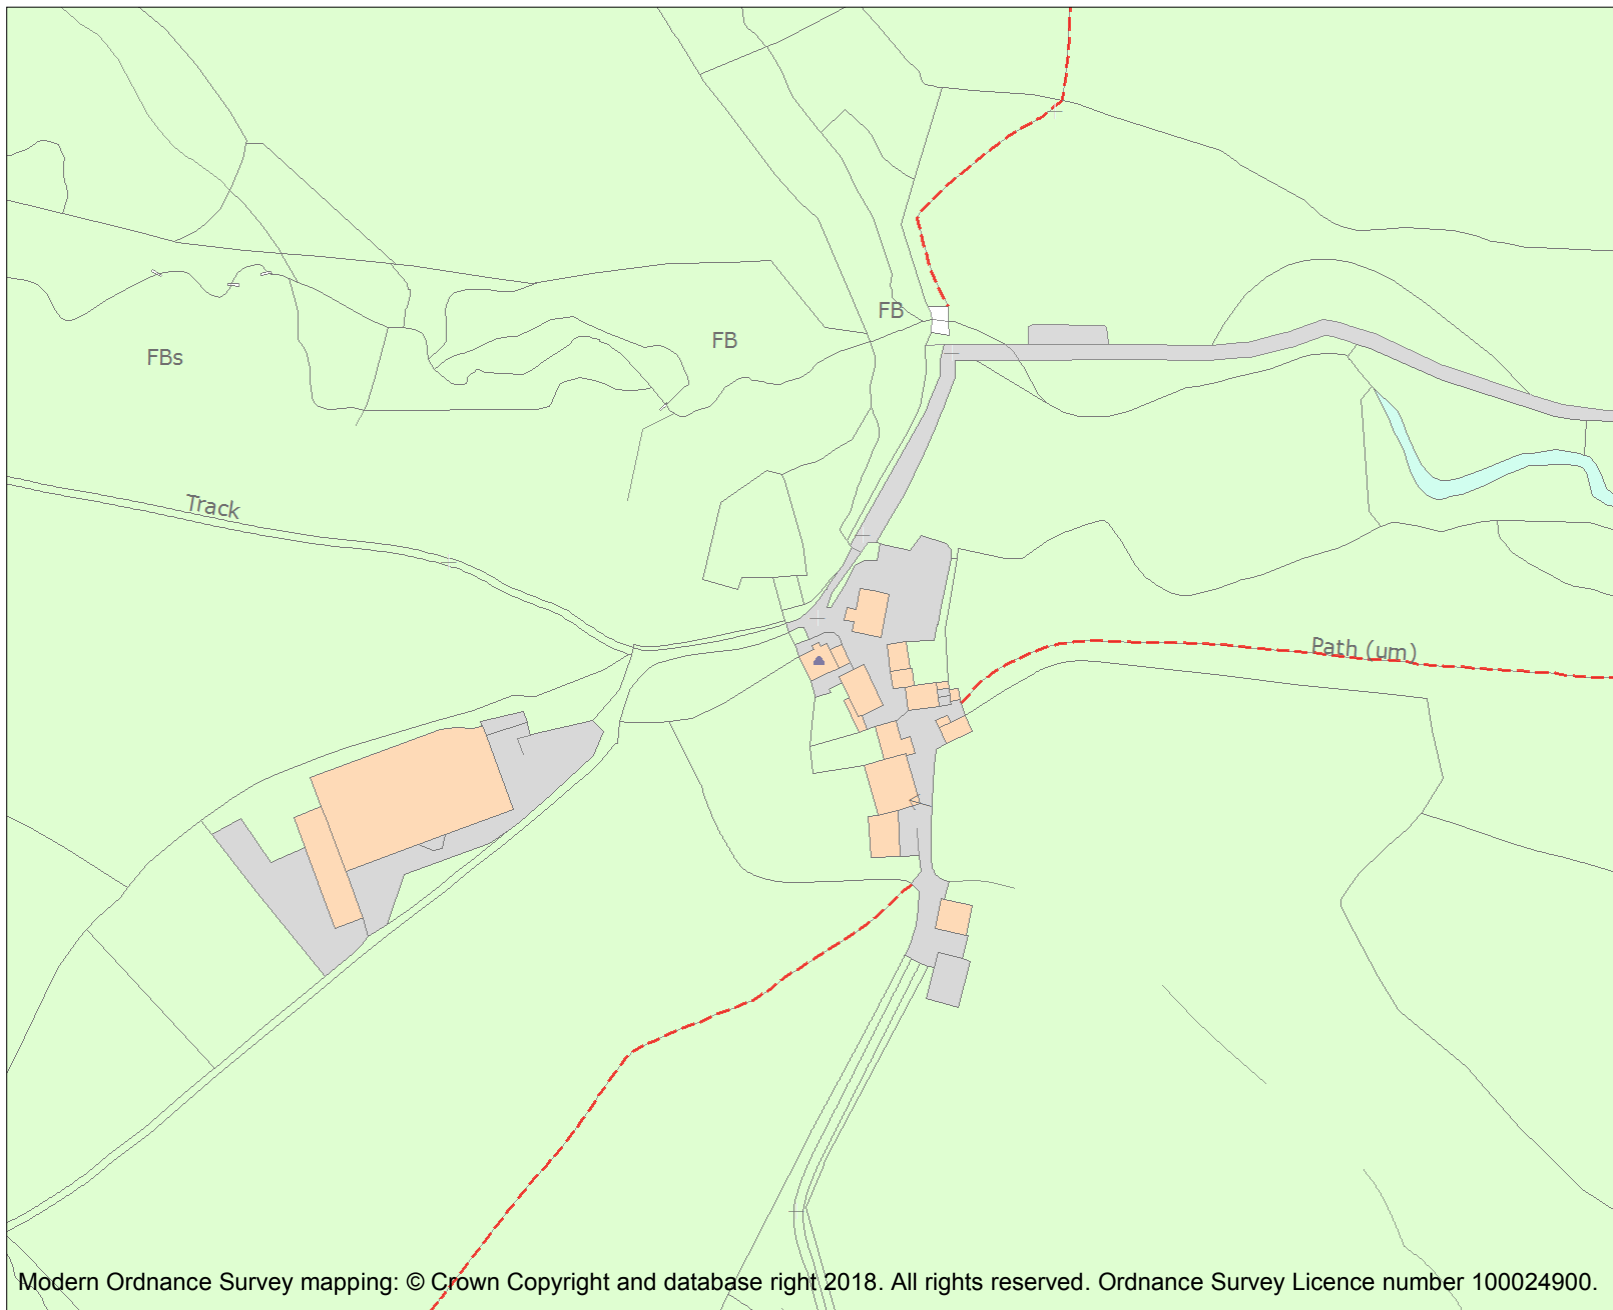 FB
FB
FBs
Track
Path (um)
Modern Ordnance Survey mapping: © Crown Copyright and database right 2018. All rights reserved. Ordnance Survey Licence number 100024900.